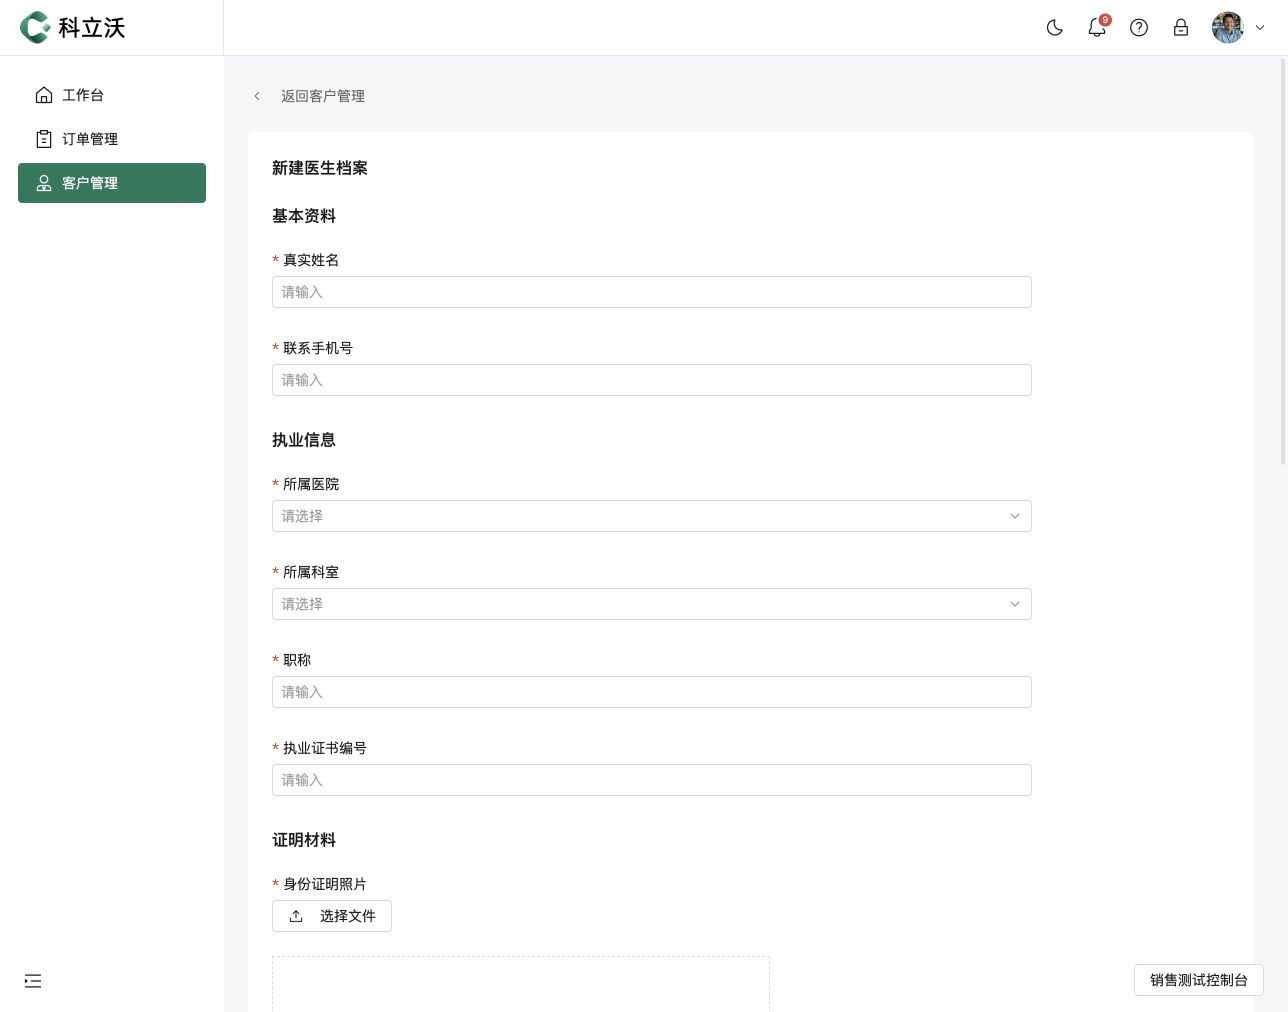 科立沃
9
工作台
订单管理
客户管理
返回客户管理
新建医生档案
基本资料
* 真实姓名
请输入
* 联系手机号
请输入
执业信息
* 所属医院
请选择
* 所属科室
请选择
* 职称
请输入
* 执业证书编号
请输入
证明材料
* 身份证明照片
选择文件
销售测试控制台